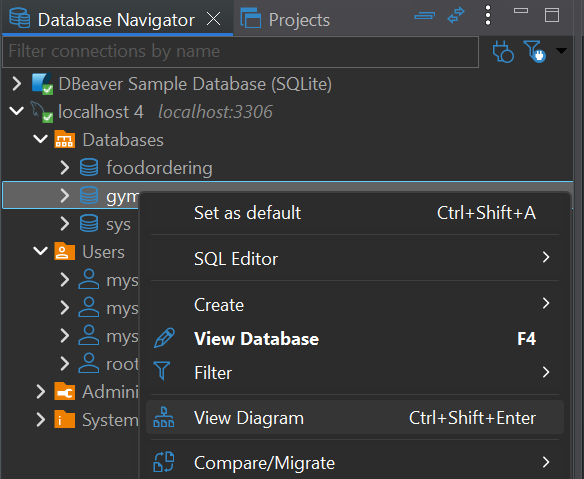 Database Navigator
Projects
Filter connections by name
DBeaver Sample Database (SQLite)
localhost 4 localhost:3306
Databases
foodordering
gym
sys
Users
mys
mys
mys
root
Admini
System
Set as default Ctrl+Shift+A
SQL Editor
Create
View Database F4
Filter
View Diagram Ctrl+Shift+Enter
Compare/Migrate